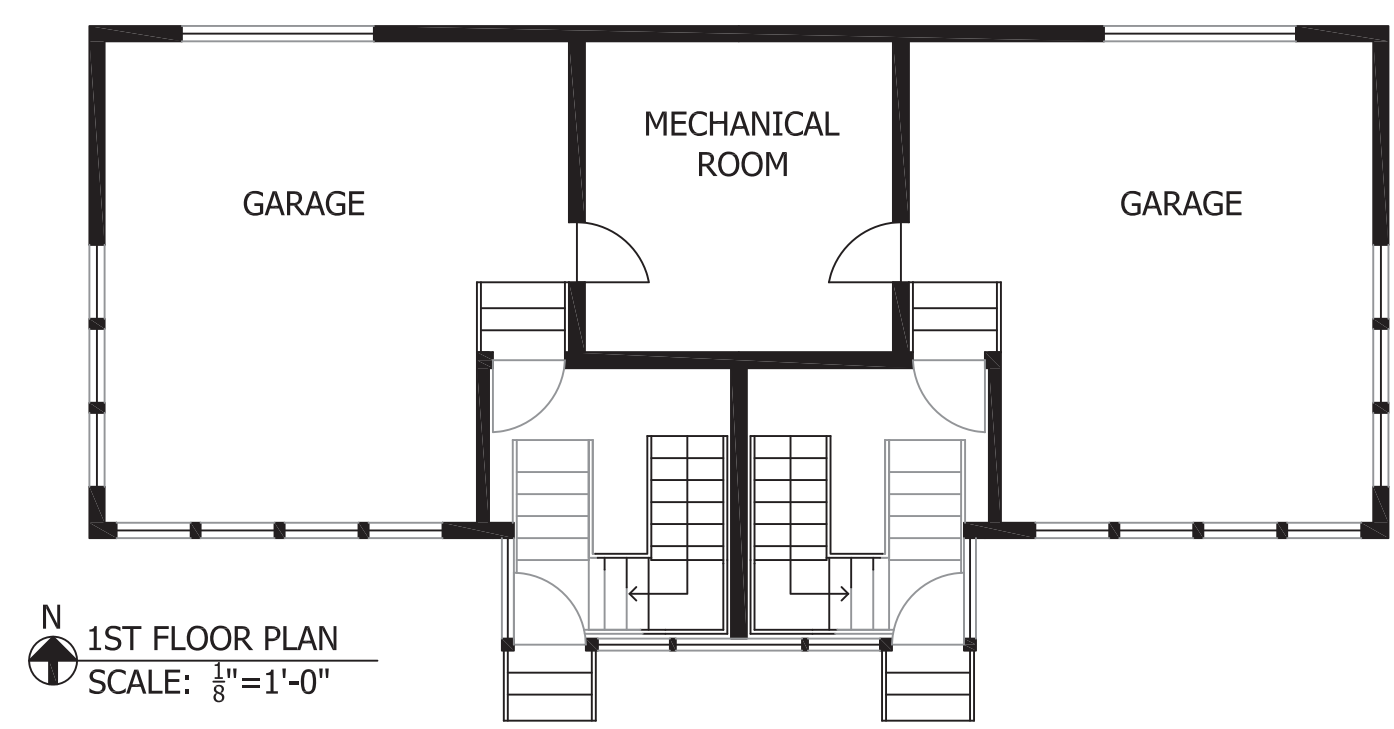 MECHANICAL
ROOM
GARAGE
GARAGE
N
1ST FLOOR PLAN
SCALE: 1/8"=1'-0"